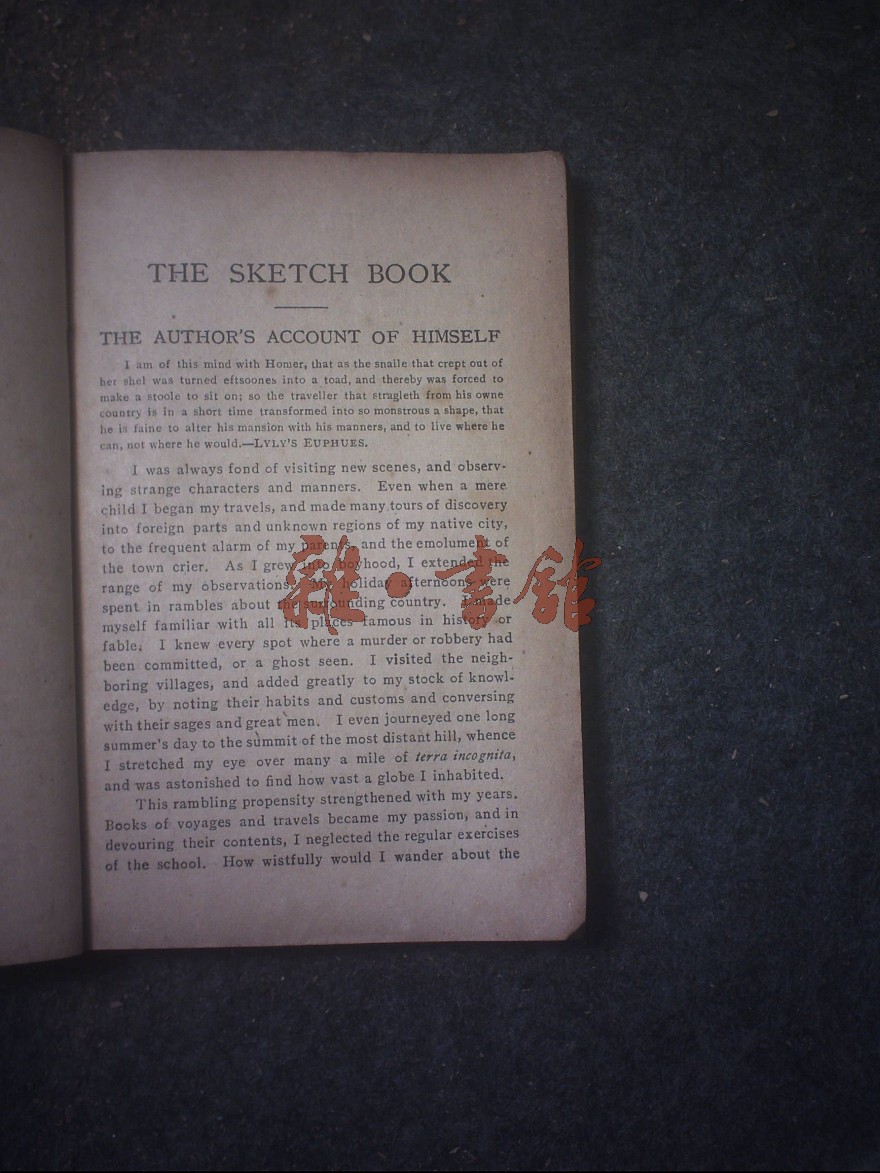 THE SKETCH BOOK
THE AUTHOR'S ACCOUNT OF HIMSELF
I am of this mind with Homer, that as the snaile that crept out of
her shel was turned eftsoones into a toad, and thereby was forced to
make a stoole to sit on; so the traveller that stragleth from his owne
country is in a short time transformed into so monstrous a shape, that
he is faine to alter his mansion with his manners, and to live where he
can, not where he would.—LYLY'S EUPHUES.
I was always fond of visiting new scenes, and observ-
ing strange characters and manners. Even when a mere
child I began my travels, and made many tours of discovery
into foreign parts and unknown regions of my native city,
to the frequent alarm of my parents, and the emolument of
the town crier. As I grew into boyhood, I extended the
range of my observations. My holiday afternoons were
spent in rambles about the surrounding country. I made
myself familiar with all its places famous in history or
fable. I knew every spot where a murder or robbery had
been committed, or a ghost seen. I visited the neigh-
boring villages, and added greatly to my stock of knowl-
edge, by noting their habits and customs and conversing
with their sages and great men. I even journeyed one long
summer's day to the summit of the most distant hill, whence
I stretched my eye over many a mile of terra incognita,
and was astonished to find how vast a globe I inhabited.
This rambling propensity strengthened with my years.
Books of voyages and travels became my passion, and in
devouring their contents, I neglected the regular exercises
of the school. How wistfully would I wander about the
雜·書館